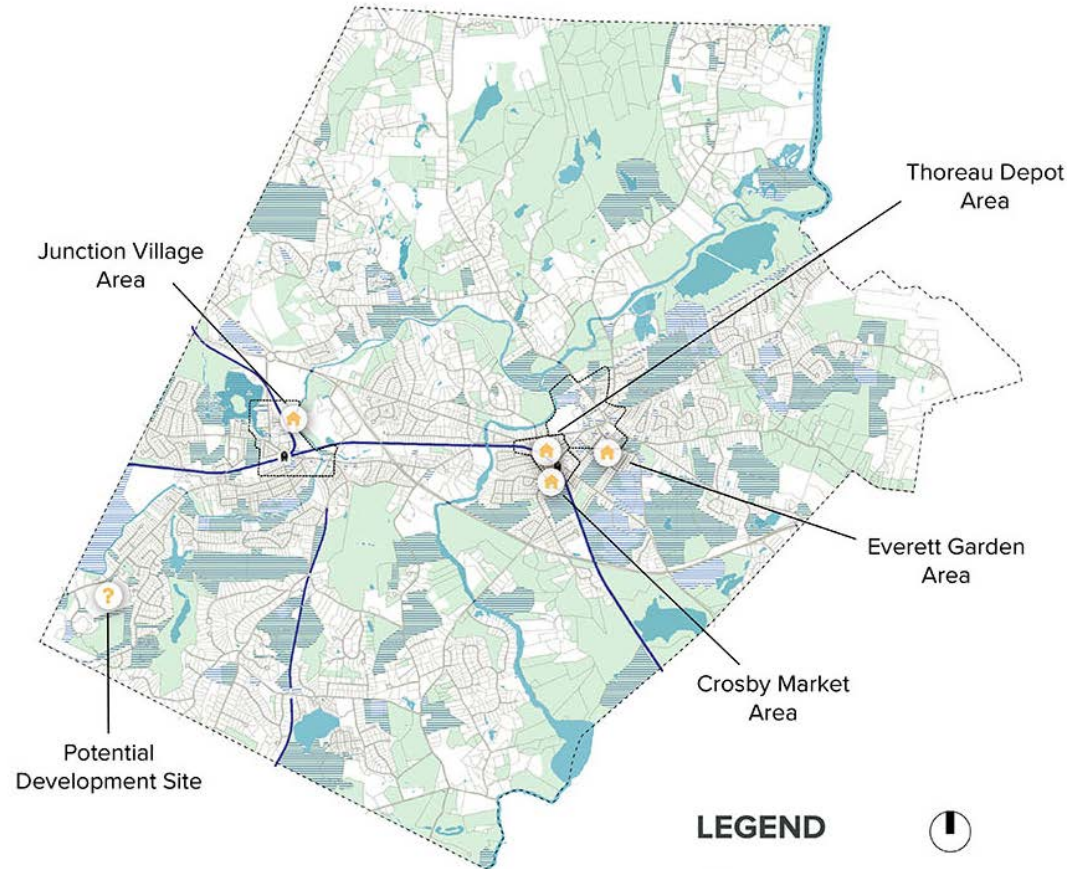 Thoreau Depot
Area
Junction Village
Area
Everett Garden
Area
?
Crosby Market
Area
Potential
Development Site
LEGEND